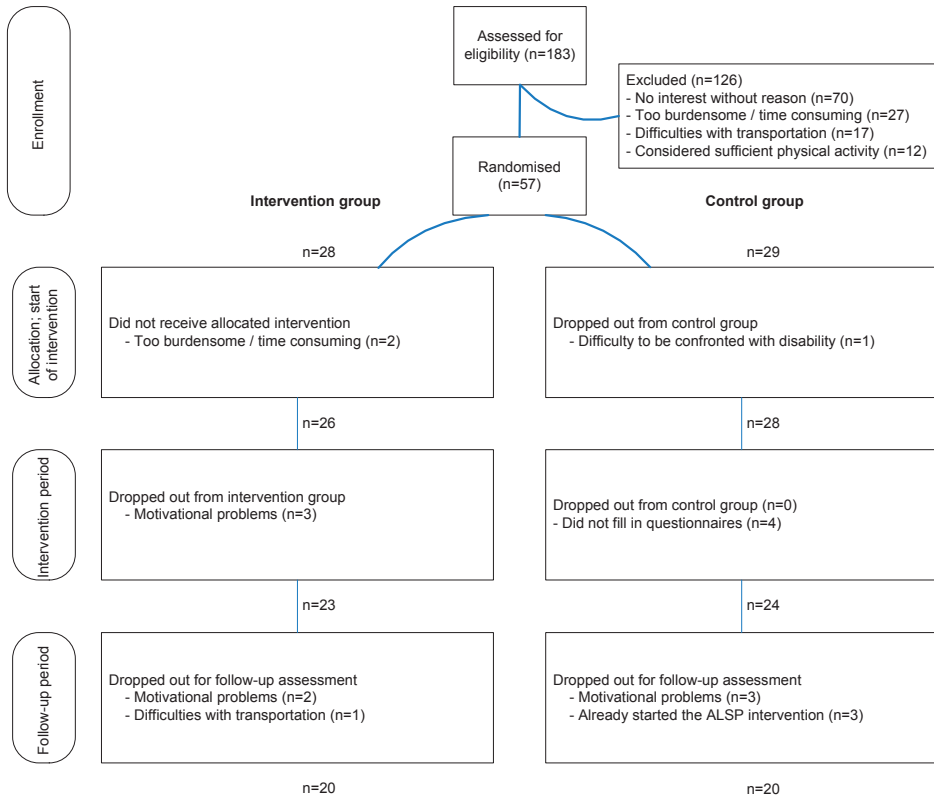 Enrollment
Assessed for
eligibility (n=183)
Excluded (n=126)
- No interest without reason (n=70)
- Too burdensome / time consuming (n=27)
- Difficulties with transportation (n=17)
- Considered sufficient physical activity (n=12)
Randomised
(n=57)
Intervention group
Control group
n=28
n=29
Allocation; start
of intervention
Did not receive allocated intervention
- Too burdensome / time consuming (n=2)
Dropped out from control group
- Difficulty to be confronted with disability (n=1)
n=26
n=28
Intervention period
Dropped out from intervention group
- Motivational problems (n=3)
Dropped out from control group (n=0)
- Did not fill in questionnaires (n=4)
n=23
n=24
Follow-up period
Dropped out for follow-up assessment
- Motivational problems (n=2)
- Difficulties with transportation (n=1)
Dropped out for follow-up assessment
- Motivational problems (n=3)
- Already started the ALSP intervention (n=3)
n=20
n=20